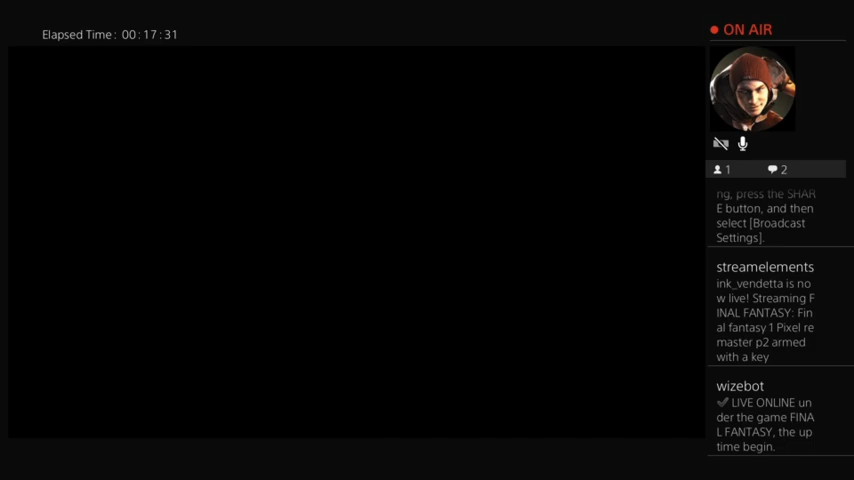 Elapsed Time: 00:17:31
ON AIR
1 2
ng, press the SHAR
E button, and then
select [Broadcast
Settings].
streamelements
ink_vendetta is no
w live! Streaming F
INAL FANTASY: Fin
al fantasy 1 Pixel re
master p2 armed
with a key
wizebot
✅ LIVE ONLINE un
der the game FINA
L FANTASY, the up
time begin.